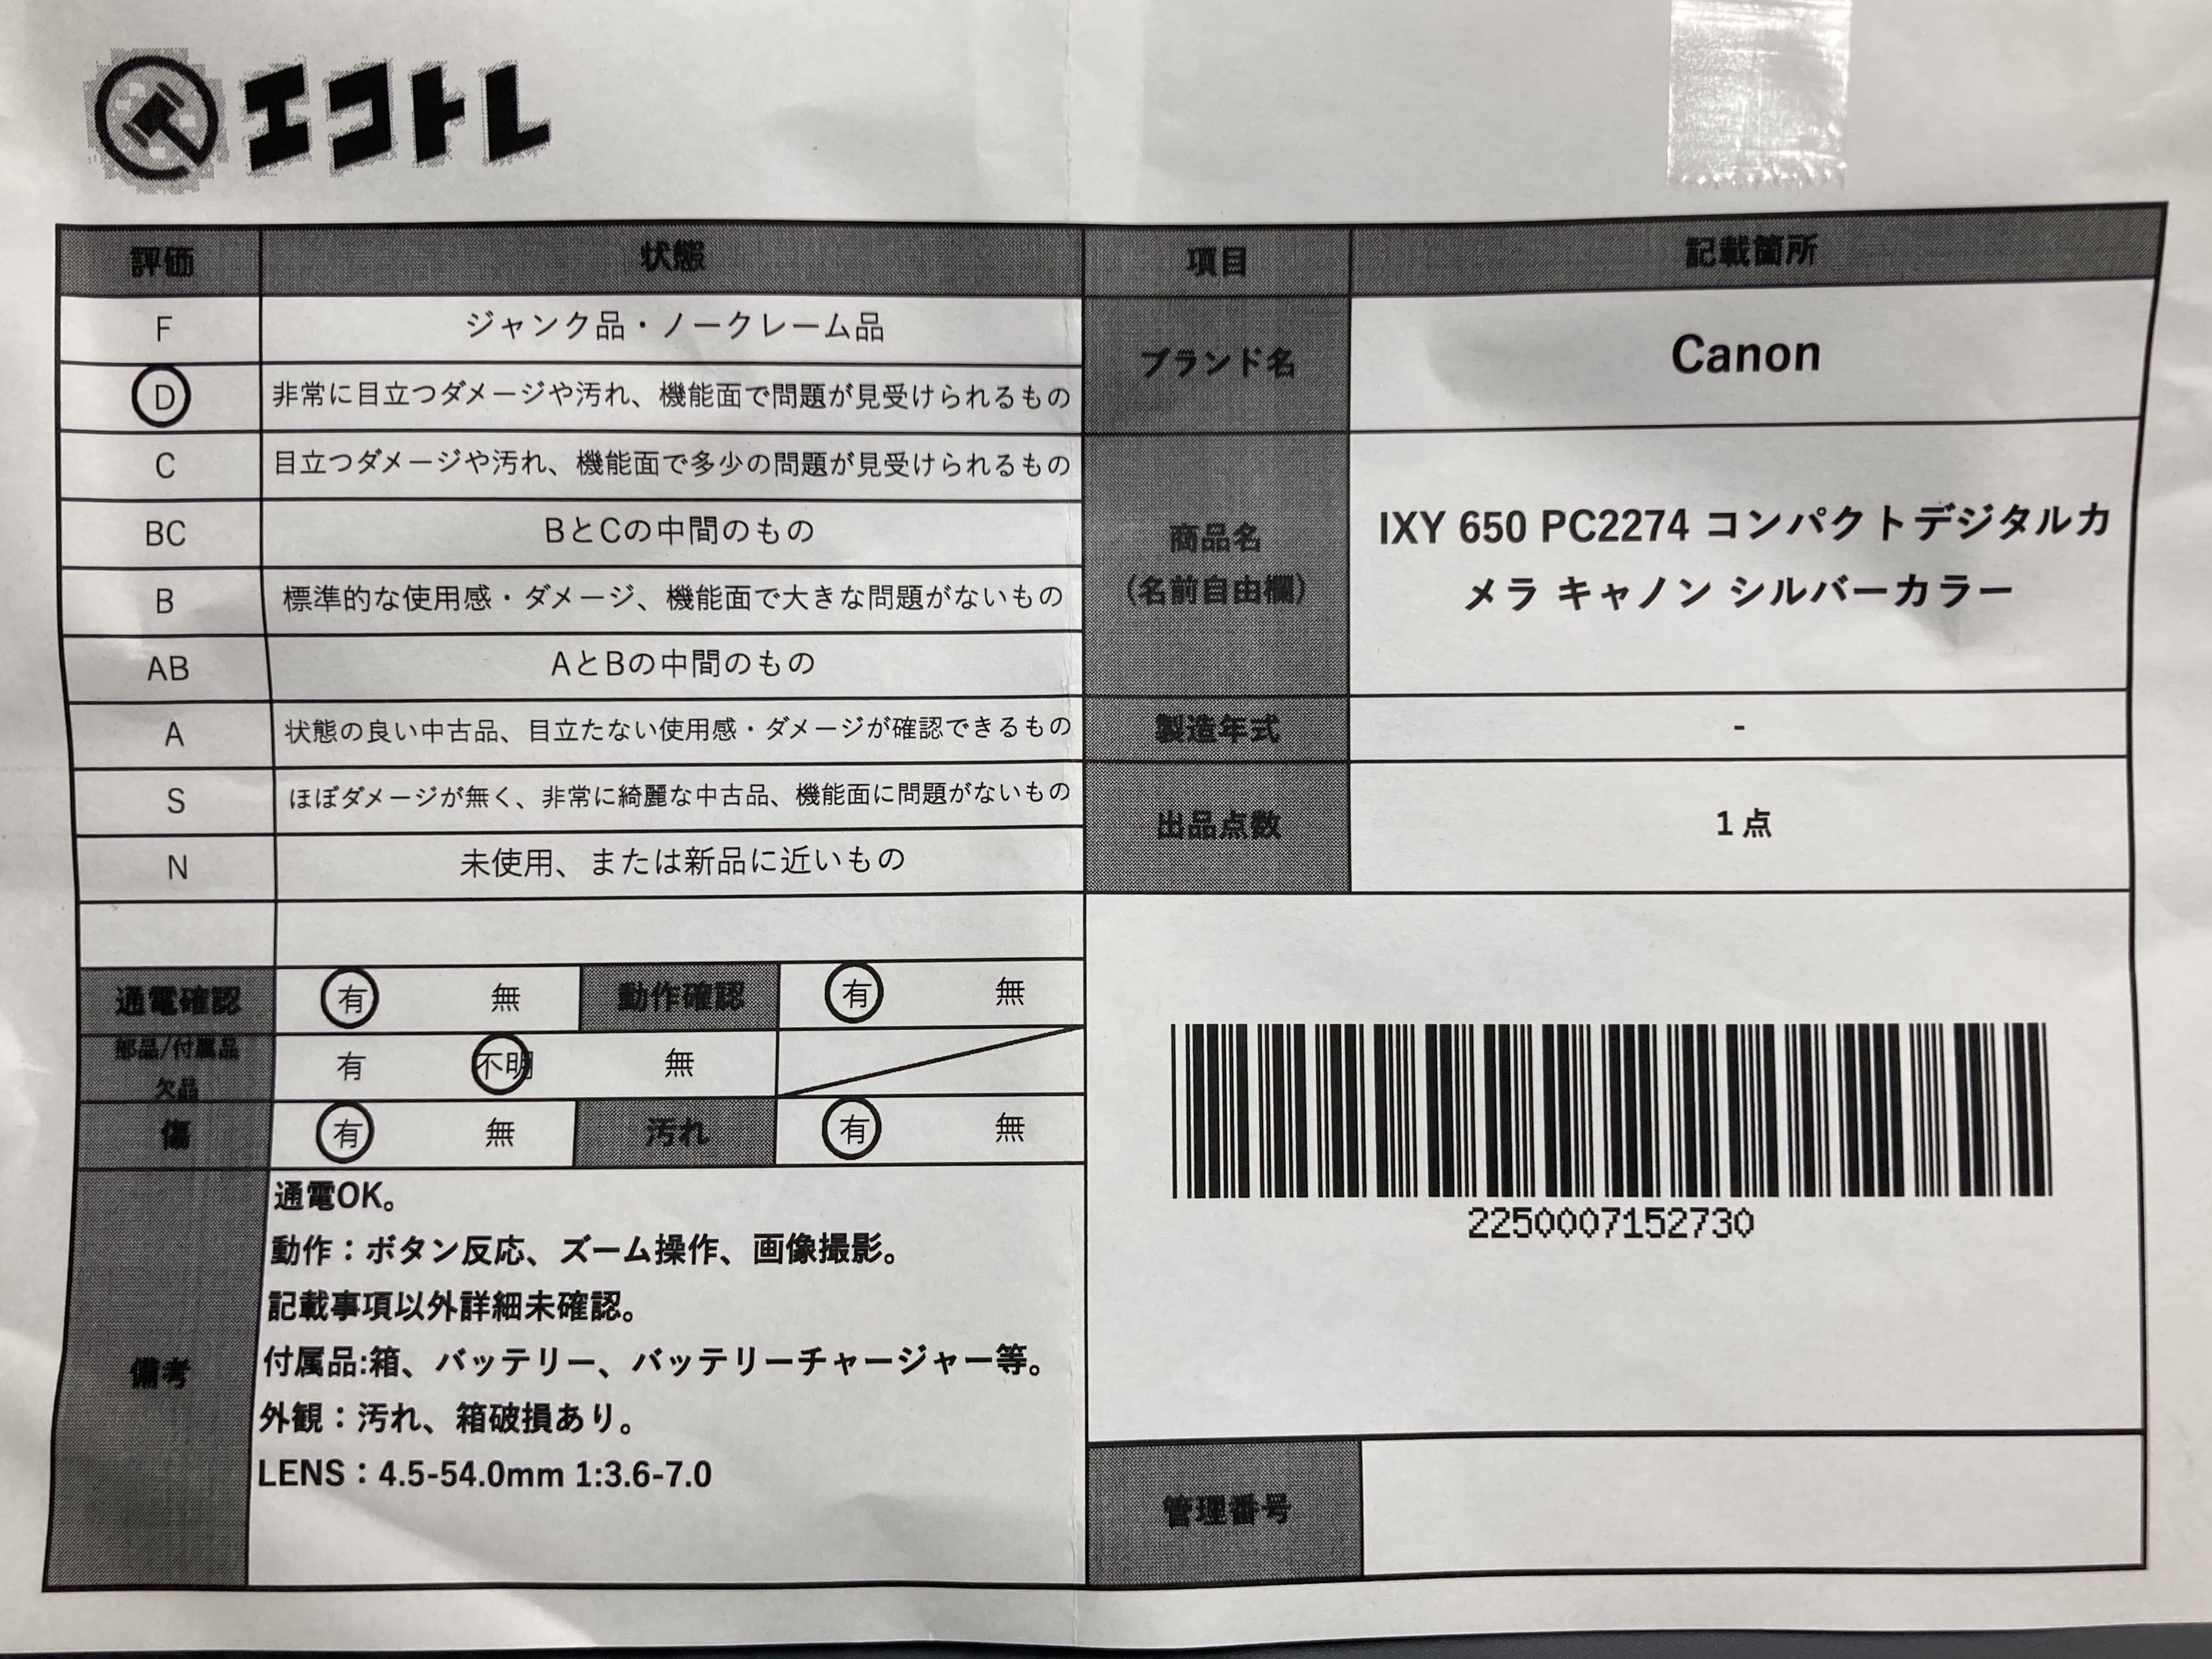 エコトレ
評価 状態 項目 記載箇所
F ジャンク品・ノークレーム品
D 非常に目立つダメージや汚れ、機能面で問題が見受けられるもの
C 目立つダメージや汚れ、機能面で多少の問題が見受けられるもの
BC BとCの中間のもの
B 標準的な使用感・ダメージ、機能面で大きな問題がないもの
AB AとBの中間のもの
A 状態の良い中古品、目立たない使用感・ダメージが確認できるもの
S ほぼダメージが無く、非常に綺麗な中古品、機能面に問題がないもの
N 未使用、または新品に近いもの
ブランド名 Canon
商品名
(名前自由欄)
IXY 650 PC2274 コンパクトデジタルカ
メラ キャノン シルバーカラー
製造年式 -
出品点数 1点
通電確認 有 無 動作確認 有 無
部品/付属品
欠品
有 不明 無
傷 有 無 汚れ 有 無
備考
通電OK。
動作：ボタン反応、ズーム操作、画像撮影。
記載事項以外詳細未確認。
付属品:箱、バッテリー、バッテリーチャージャー等。
外観：汚れ、箱破損あり。
LENS：4.5-54.0mm 1:3.6-7.0
2250007152730
管理番号